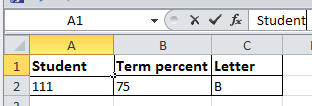 A1 fx Student
A B C
1 Student Term percent Letter
2 111 75 B